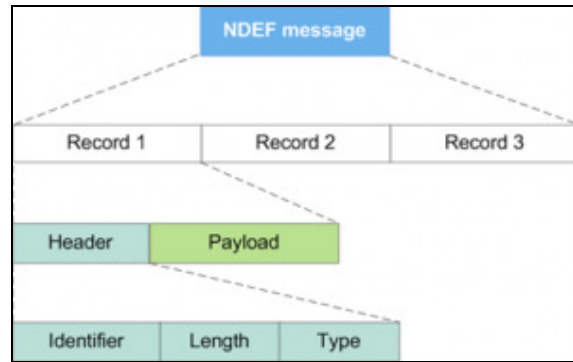 NDEF message
Record 1 Record 2 Record 3
Header Payload
Identifier Length Type